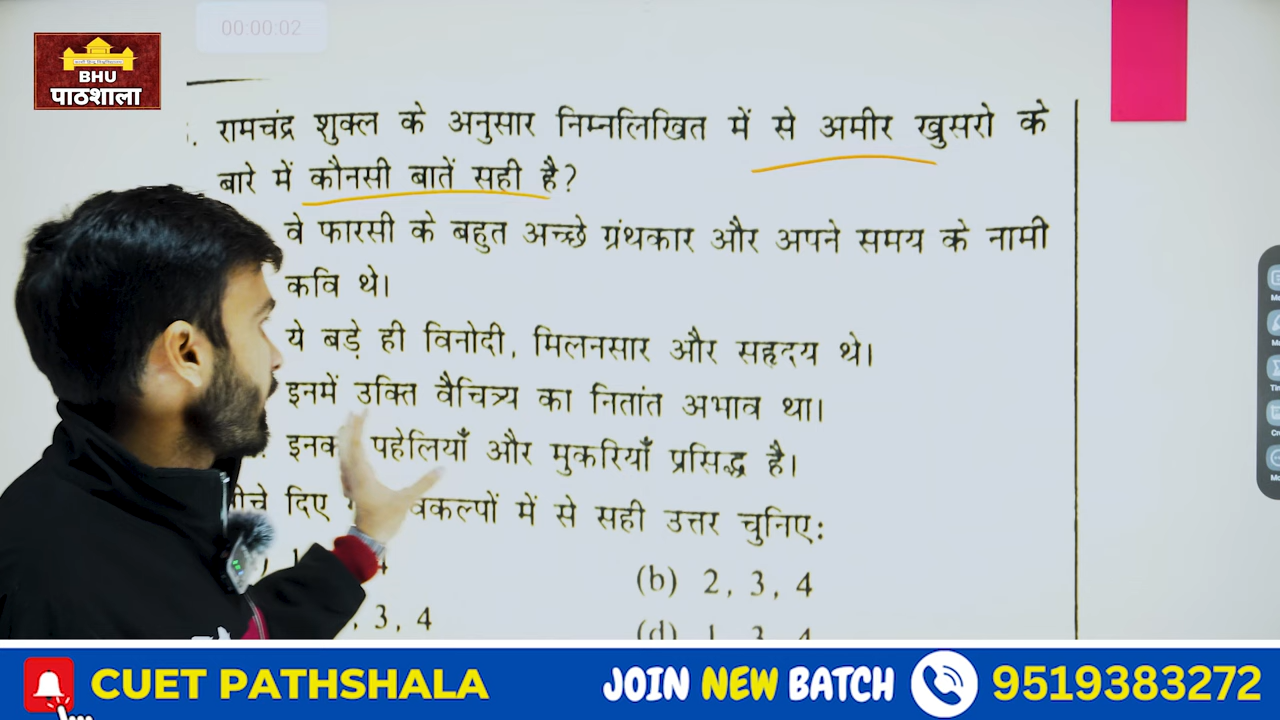 00:00:02
BHU
पाठशाला
रामचंद्र शुक्ल के अनुसार निम्नलिखित में से अमीर खुसरो के
बारे में कौनसी बातें सही है?
वे फारसी के बहुत अच्छे ग्रंथकार और अपने समय के नामी
कवि थे।
ये बड़े ही विनोदी, मिलनसार और सहृदय थे।
इनमें उक्ति वैचित्र्य का नितांत अभाव था।
पहेलियाँ और मुकरियाँ प्रसिद्ध है।
दिए में से सही उत्तर चुनिए:
(b) 2, 3, 4
, 3, 4
CUET PATHSHALA
JOIN NEW BATCH
9519383272